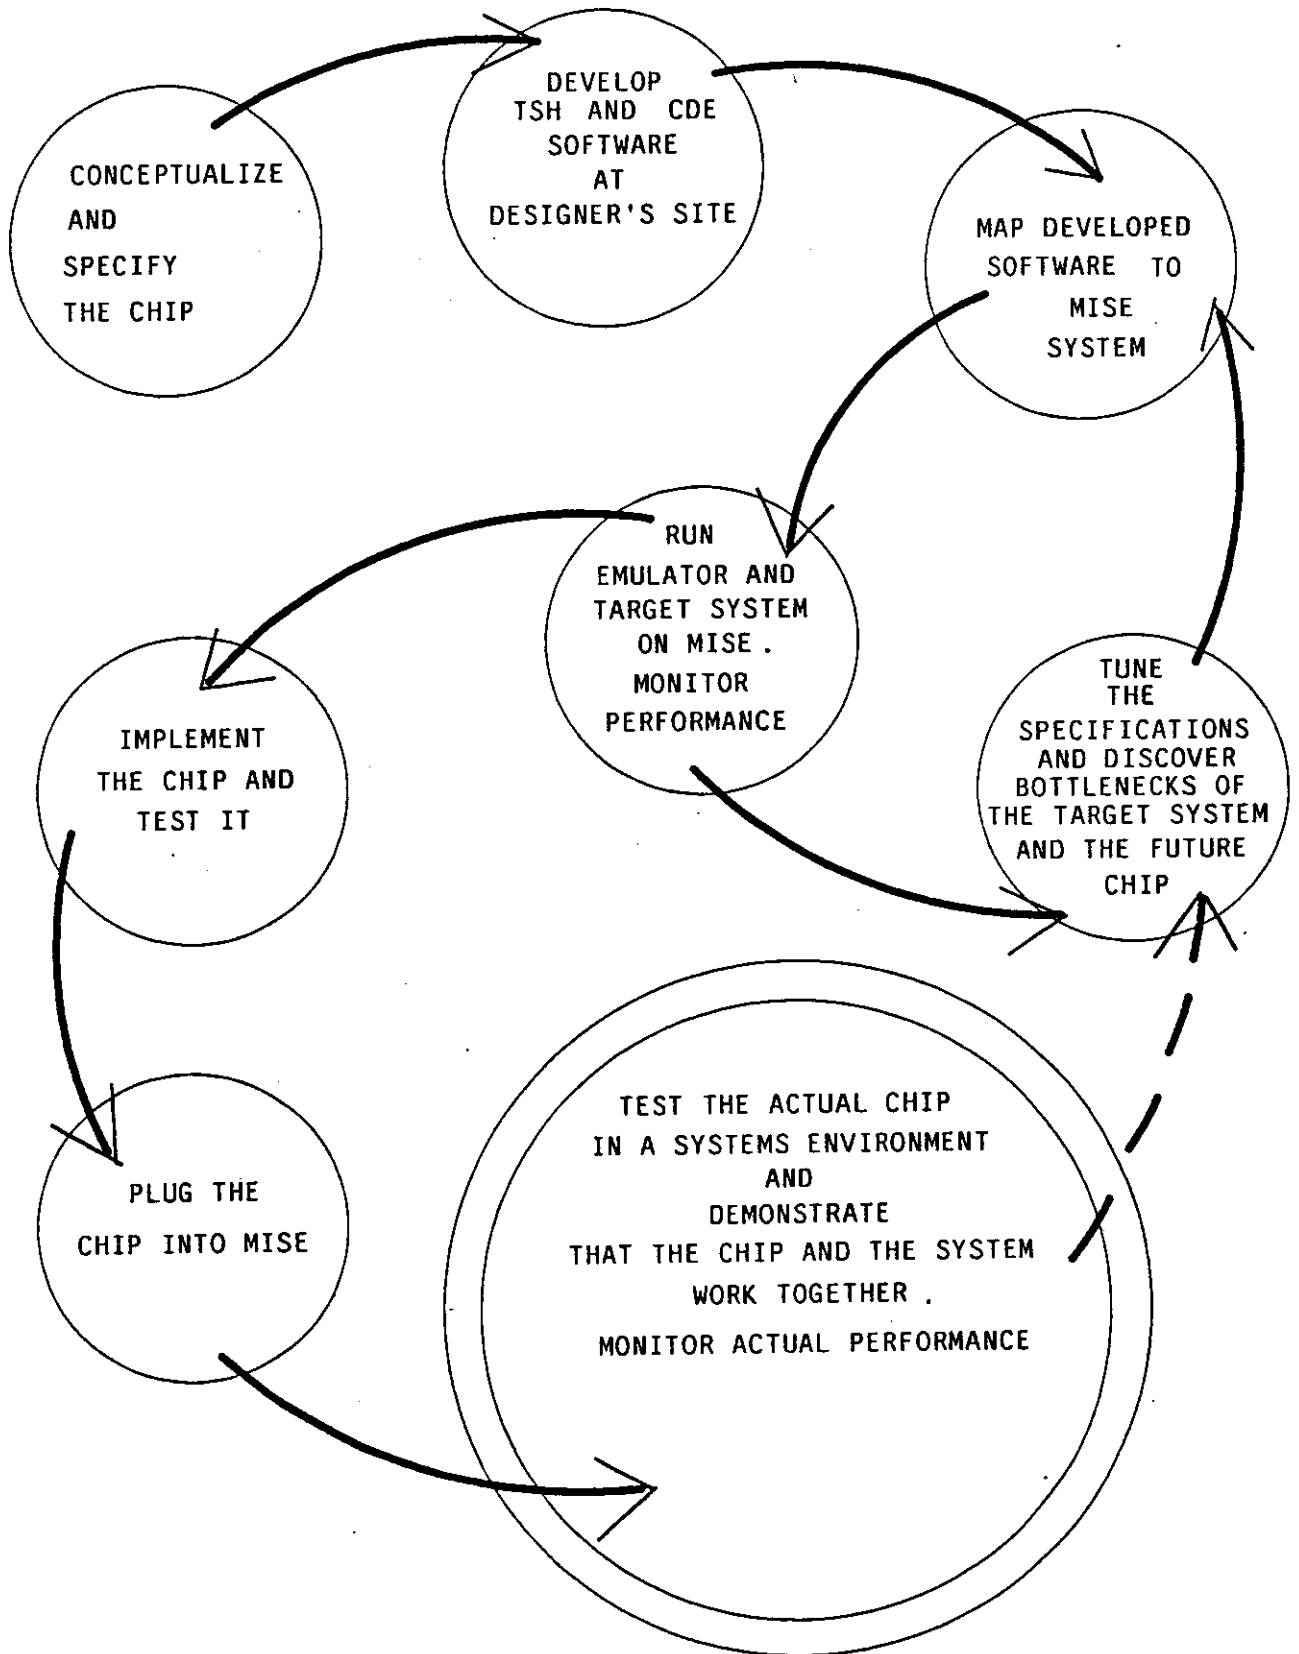 CONCEPTUALIZE
AND
SPECIFY
THE CHIP
DEVELOP
TSH AND CDE
SOFTWARE
AT
DESIGNER'S SITE
MAP DEVELOPED
SOFTWARE TO
MISE
SYSTEM
RUN
EMULATOR AND
TARGET SYSTEM
ON MISE .
MONITOR
PERFORMANCE
TUNE
THE
SPECIFICATIONS
AND DISCOVER
BOTTLENECKS OF
THE TARGET SYSTEM
AND THE FUTURE
CHIP
IMPLEMENT
THE CHIP AND
TEST IT
PLUG THE
CHIP INTO MISE
TEST THE ACTUAL CHIP
IN A SYSTEMS ENVIRONMENT
AND
DEMONSTRATE
THAT THE CHIP AND THE SYSTEM
WORK TOGETHER .
MONITOR ACTUAL PERFORMANCE